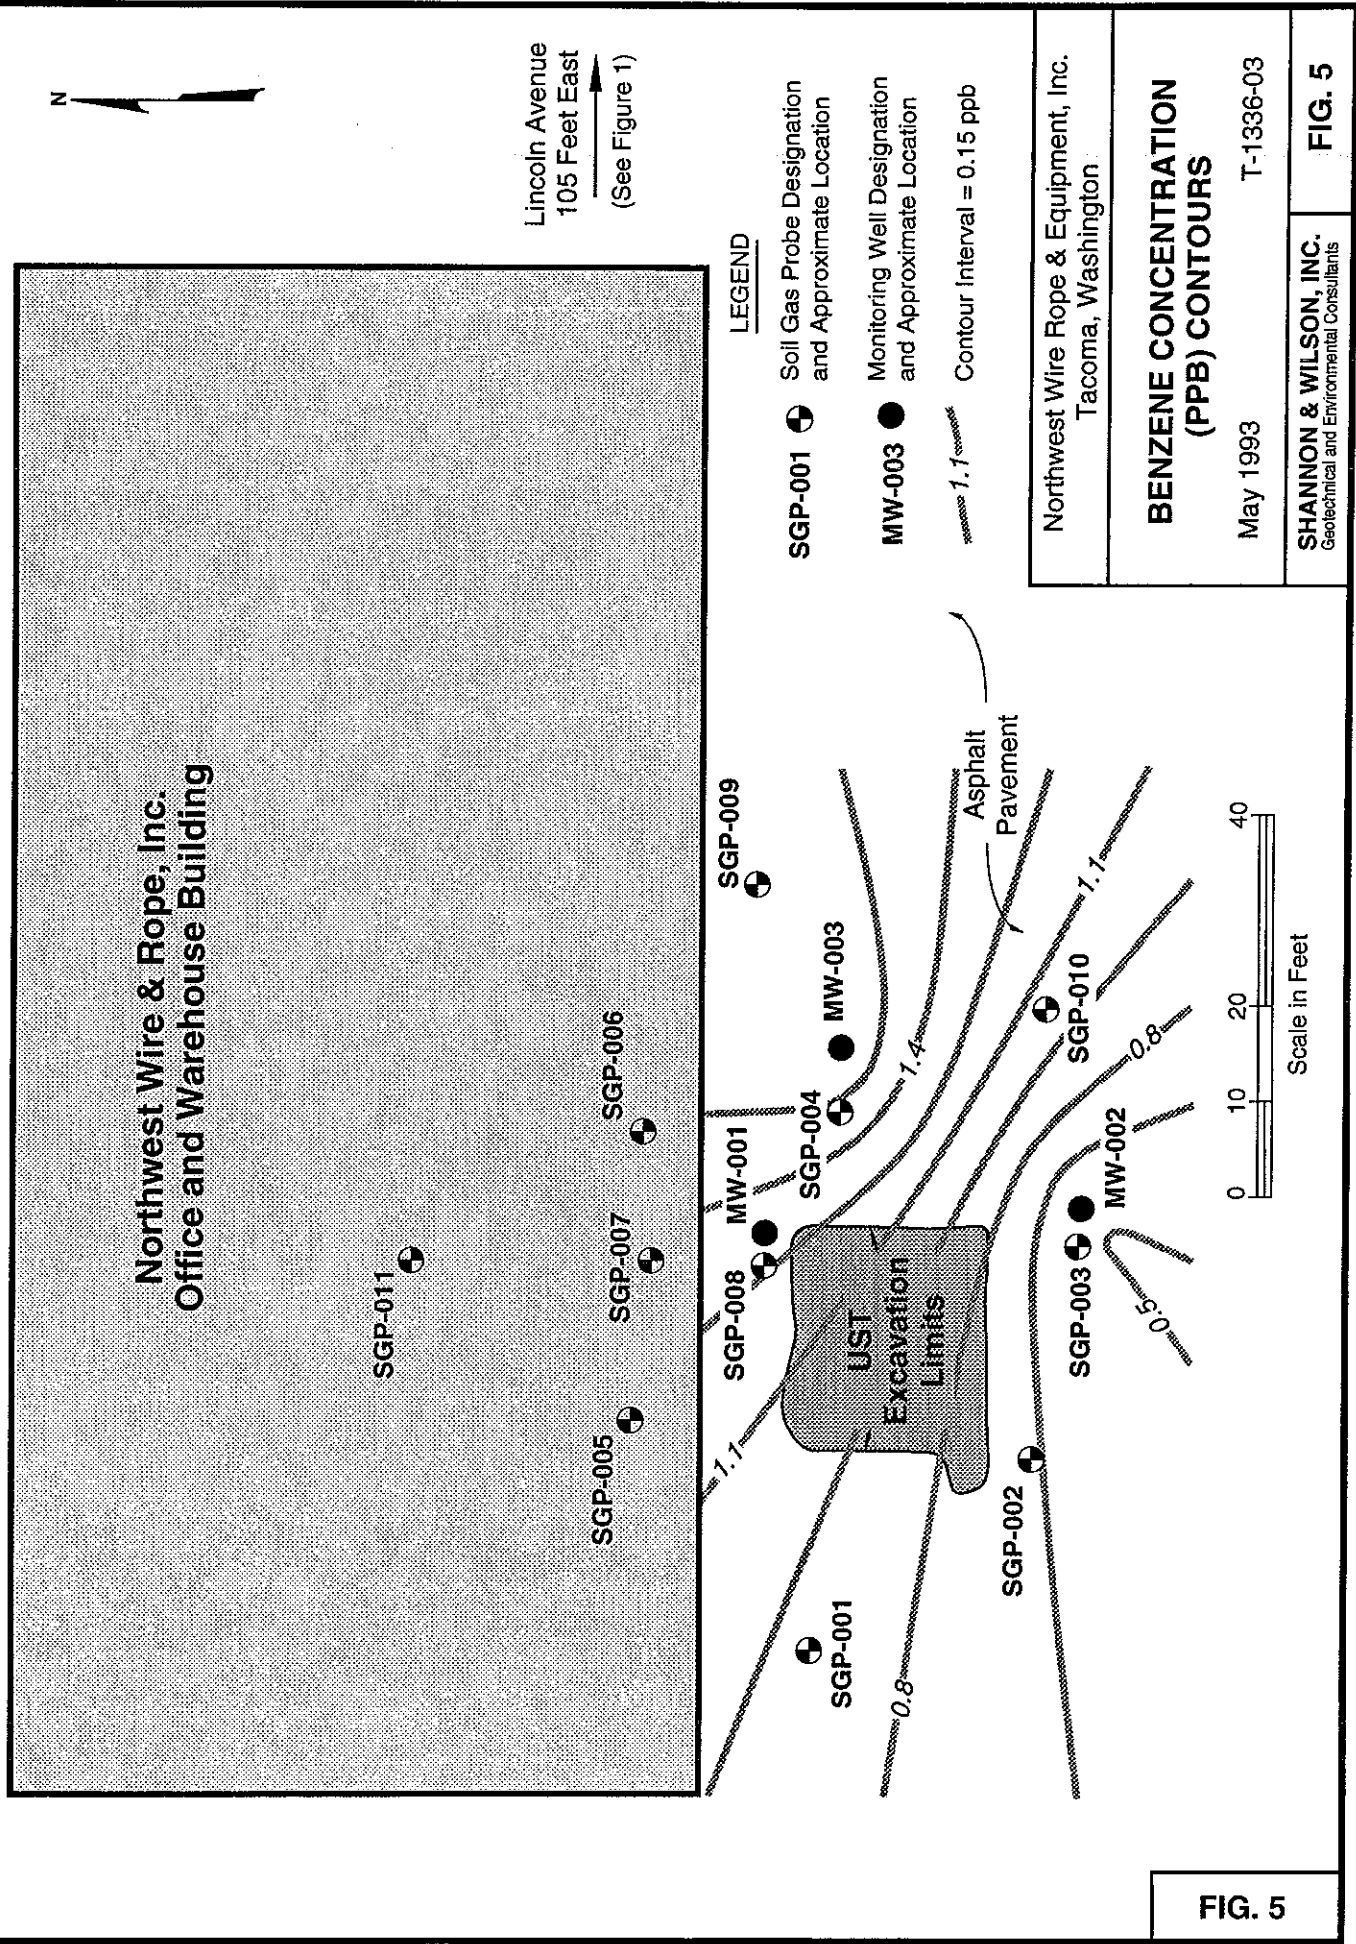 N
Lincoln Avenue
105 Feet East
(See Figure 1)
Northwest Wire & Rope, Inc.
Office and Warehouse Building
SGP-011
SGP-005
SGP-007
SGP-006
SGP-009
SGP-008
MW-001
SGP-004
MW-003
SGP-001
SGP-002
SGP-003
MW-002
SGP-010
UST
Excavation
Limits
1.1
1.4
1.1
0.8
0.8
0.5
Asphalt
Pavement
0 10 20 40
Scale in Feet
LEGEND
SGP-001 Soil Gas Probe Designation
and Approximate Location
MW-003 Monitoring Well Designation
and Approximate Location
1.1 Contour Interval = 0.15 ppb
Northwest Wire Rope & Equipment, Inc.
Tacoma, Washington
BENZENE CONCENTRATION
(PPB) CONTOURS
May 1993 T-1336-03
SHANNON & WILSON, INC.
Geotechnical and Environmental Consultants
FIG. 5
FIG. 5